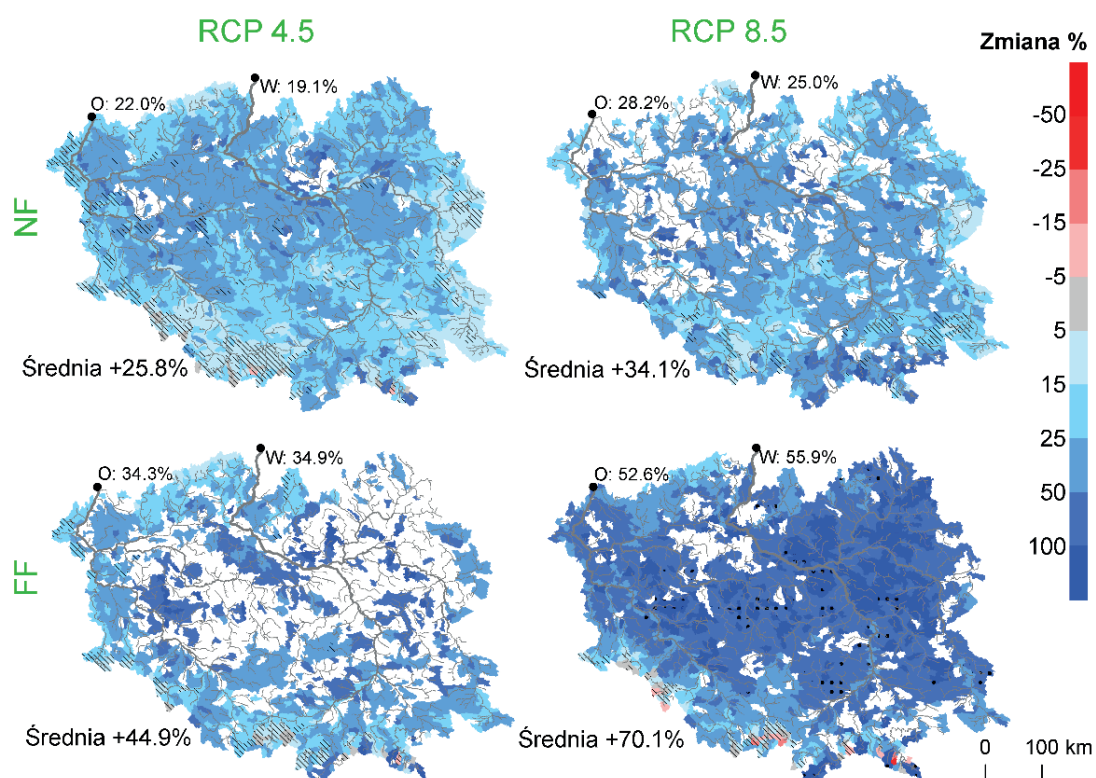 RCP 4.5
RCP 8.5
Zmiana %
W: 19.1%
O: 22.0%
W: 25.0%
O: 28.2%
NF
-50
-25
-15
-5
5
15
25
50
100
Średnia +25.8%
Średnia +34.1%
W: 34.9%
O: 34.3%
W: 55.9%
O: 52.6%
FF
Średnia +44.9%
Średnia +70.1%
0 100 km